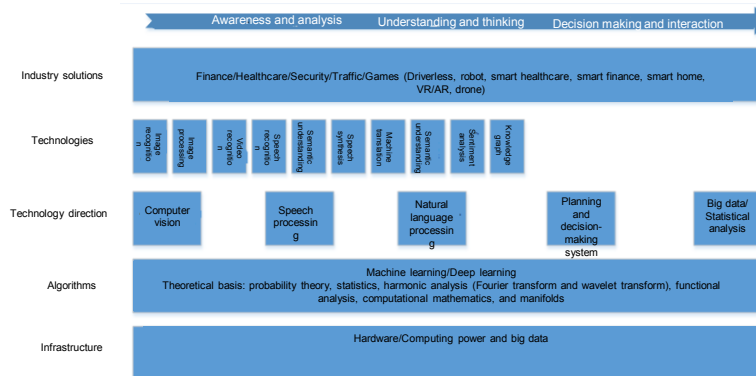 Awareness and analysis
Understanding and thinking
Decision making and interaction
Industry solutions
Finance/Healthcare/Security/Traffic/Games (Driverless, robot, smart healthcare, smart finance, smart home,
VR/AR, drone)
Technologies
Image
recognitio
n
Image
processing
Video
recognitio
n
Speech
recognitio
n
Semantic
understanding
Speech
synthesis
Machine
translation
Semantic
understanding
Sentiment
analysis
Knowledge
graph
Technology direction
Computer
vision
Speech
processin
g
Natural
language
processin
g
Planning
and
decision-
making
system
Big data/
Statistical
analysis
Algorithms
Machine learning/Deep learning
Theoretical basis: probability theory, statistics, harmonic analysis (Fourier transform and wavelet transform), functional
analysis, computational mathematics, and manifolds
Infrastructure
Hardware/Computing power and big data